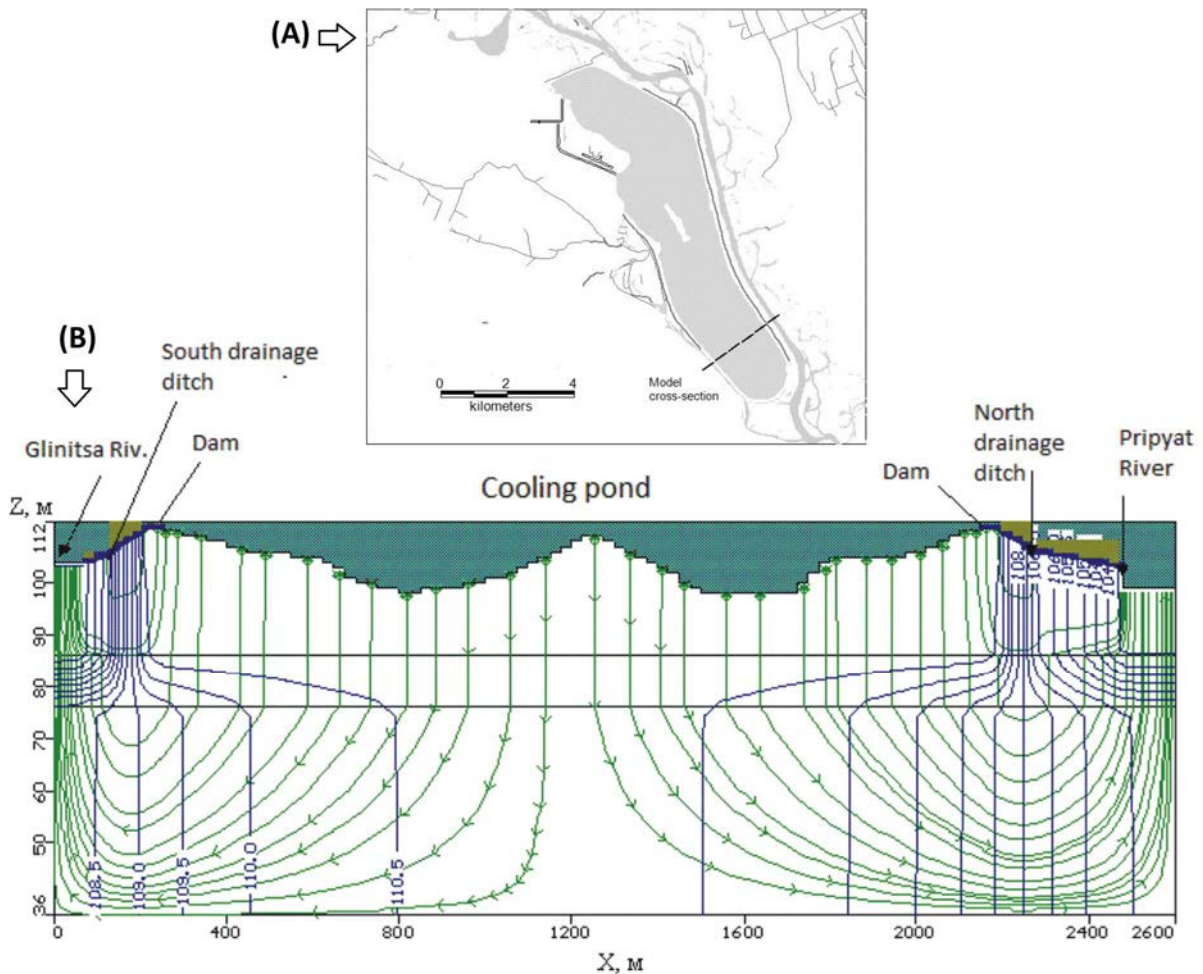 (A)
0 2 4
kilometers
Model
cross-section
(B)
South drainage
ditch
Glinitsa Riv.
Dam
Cooling pond
Dam
North
drainage
ditch
Pripyat
River
Z, м
112
100
90
80
70
60
50
36
108.5
109.0
109.5
110.0
110.5
108.
0 400 800 1200 1600 2000 2400 2600
X, м